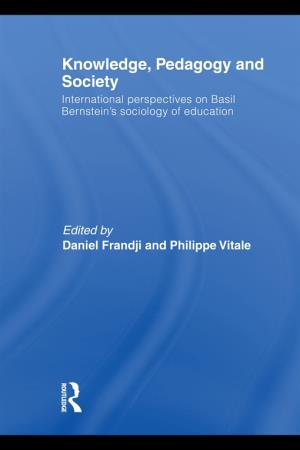 Knowledge, Pedagogy and
Society
International perspectives on Basil
Bernstein's sociology of education
Edited by
Daniel Frandji and Philippe Vitale
ROUTLEDGE